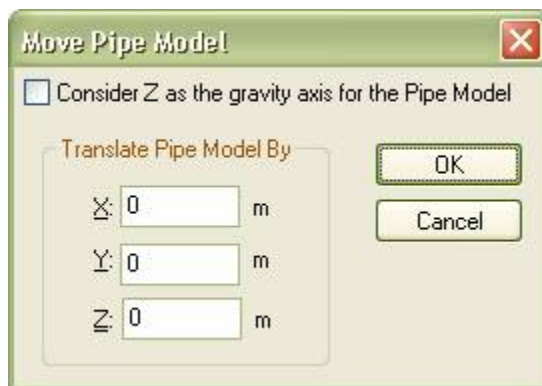 Move Pipe Model
Consider Z as the gravity axis for the Pipe Model
Translate Pipe Model By
X: 0 m
Y: 0 m
Z: 0 m
OK
Cancel